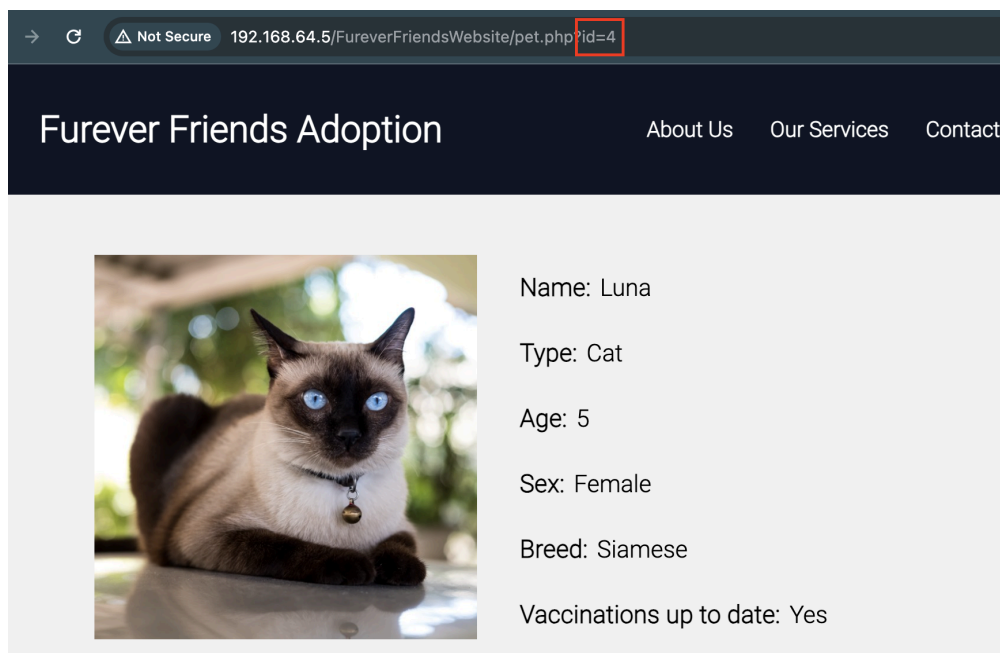 Not Secure 192.168.64.5/FureverFriendsWebsite/pet.php?id=4
Furever Friends Adoption About Us Our Services Contact
Name: Luna
Type: Cat
Age: 5
Sex: Female
Breed: Siamese
Vaccinations up to date: Yes